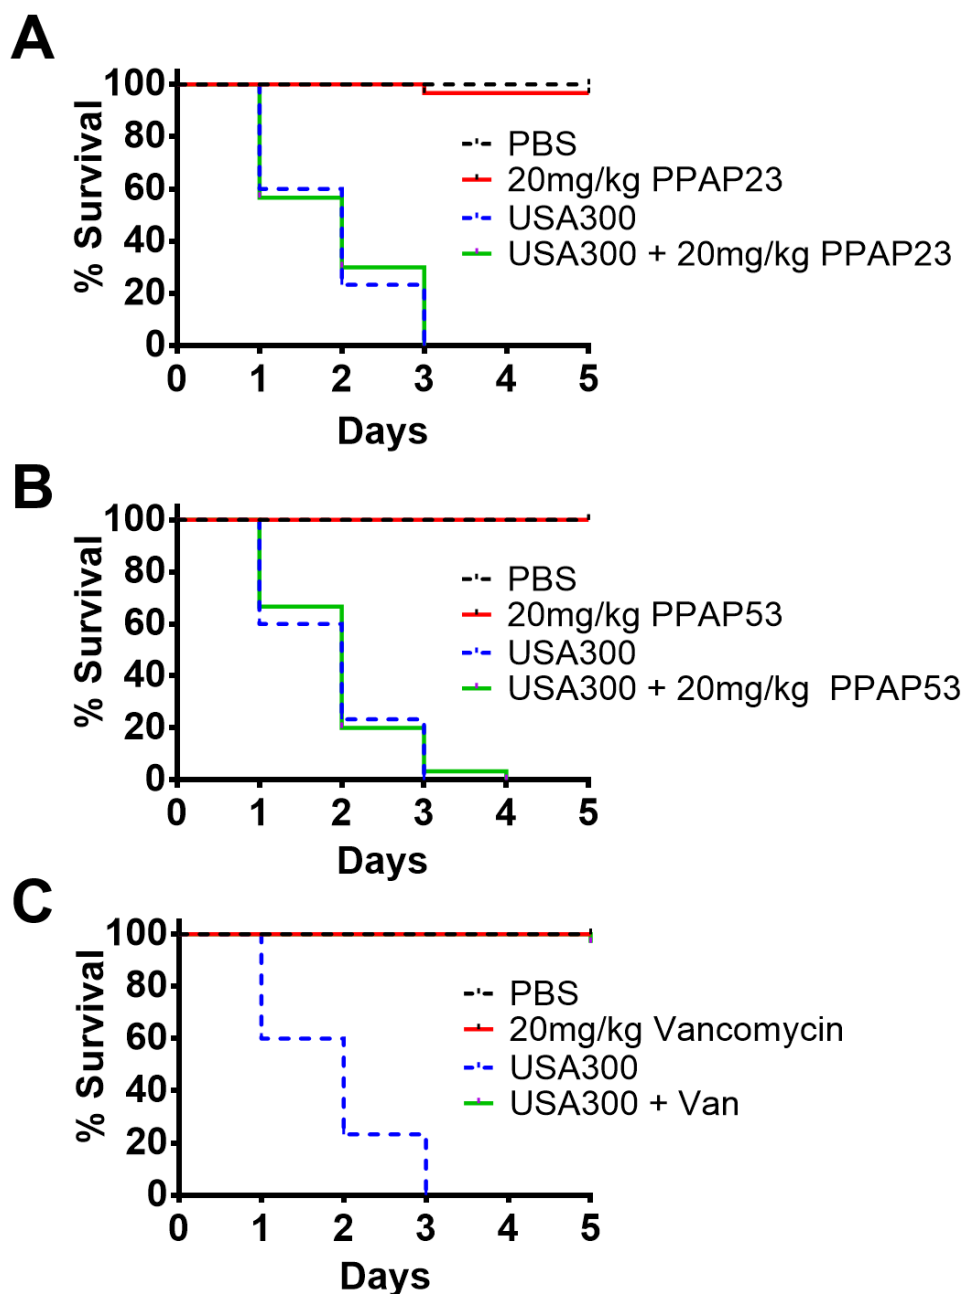 A
% Survival
100
80
60
40
20
0
0 1 2 3 4 5
Days
PBS
20mg/kg PPAP23
USA300
USA300 + 20mg/kg PPAP23
B
% Survival
100
80
60
40
20
0
0 1 2 3 4 5
Days
PBS
20mg/kg PPAP53
USA300
USA300 + 20mg/kg PPAP53
C
% Survival
100
80
60
40
20
0
0 1 2 3 4 5
Days
PBS
20mg/kg Vancomycin
USA300
USA300 + Van